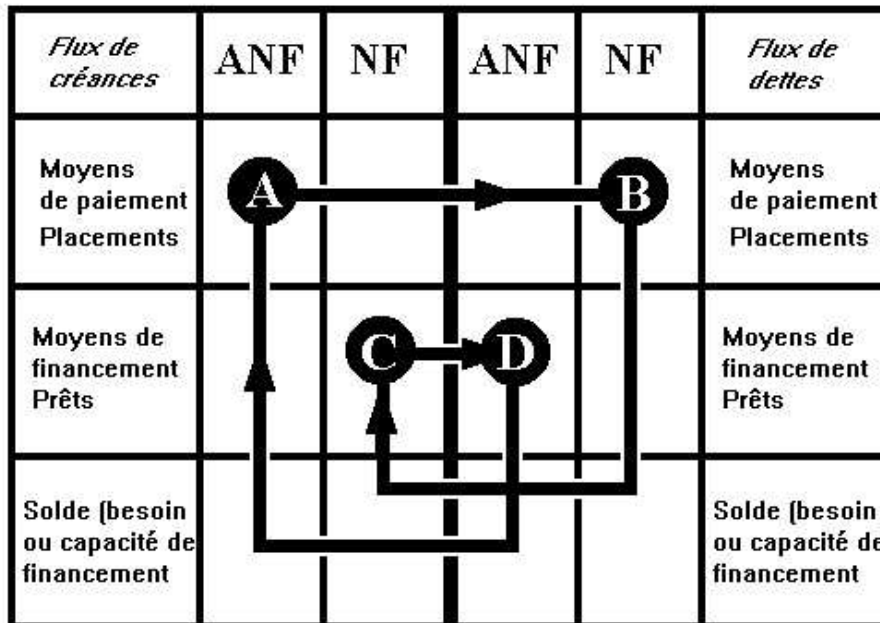 Flux de
créances
ANF
NF
ANF
NF
Flux de
dettes
Moyens
de paiement
Placements
A
B
Moyens
de paiement
Placements
Moyens de
financement
Prêts
C
D
Moyens de
financement
Prêts
Solde (besoin
ou capacité de
financement
Solde (besoin
ou capacité de
financement